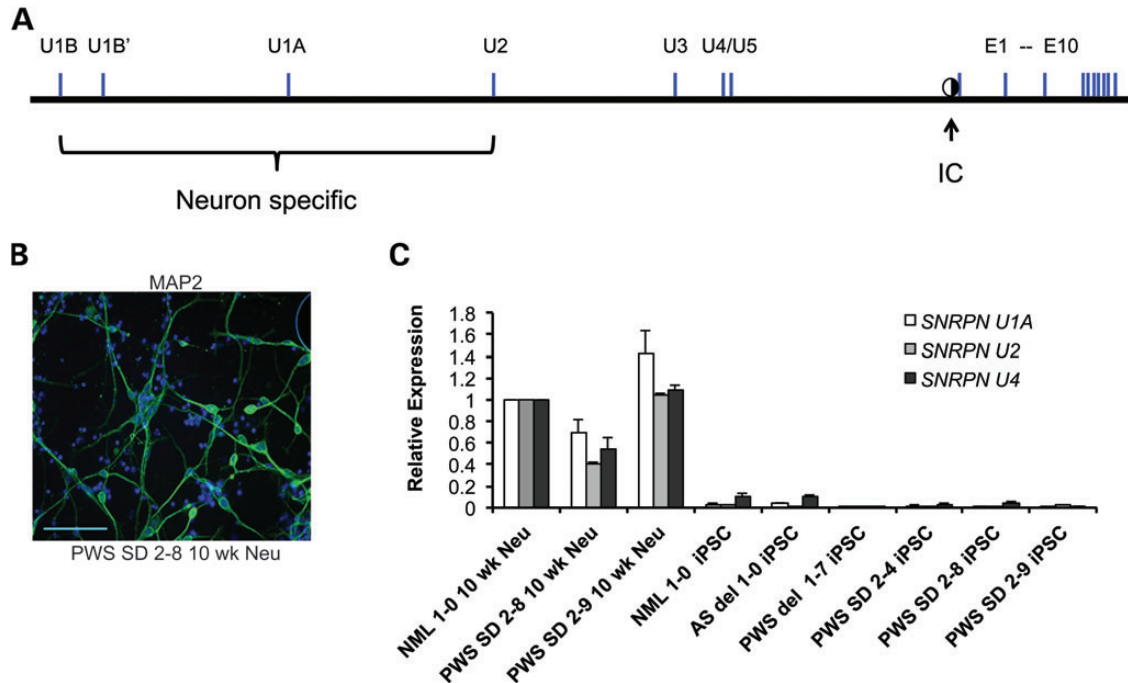 A
U1B U1B’ U1A U2 U3 U4/U5 E1 -- E10
Neuron specific
IC
B
MAP2
PWS SD 2-8 10 wk Neu
C
Relative Expression
1.8
1.6
1.4
1.2
1
0.8
0.6
0.4
0.2
0
SNRPN U1A
SNRPN U2
SNRPN U4
NML 1-0 10 wk Neu
PWS SD 2-8 10 wk Neu
PWS SD 2-9 10 wk Neu
NML 1-0 iPSC
AS del 1-0 iPSC
PWS del 1-7 iPSC
PWS SD 2-4 iPSC
PWS SD 2-8 iPSC
PWS SD 2-9 iPSC